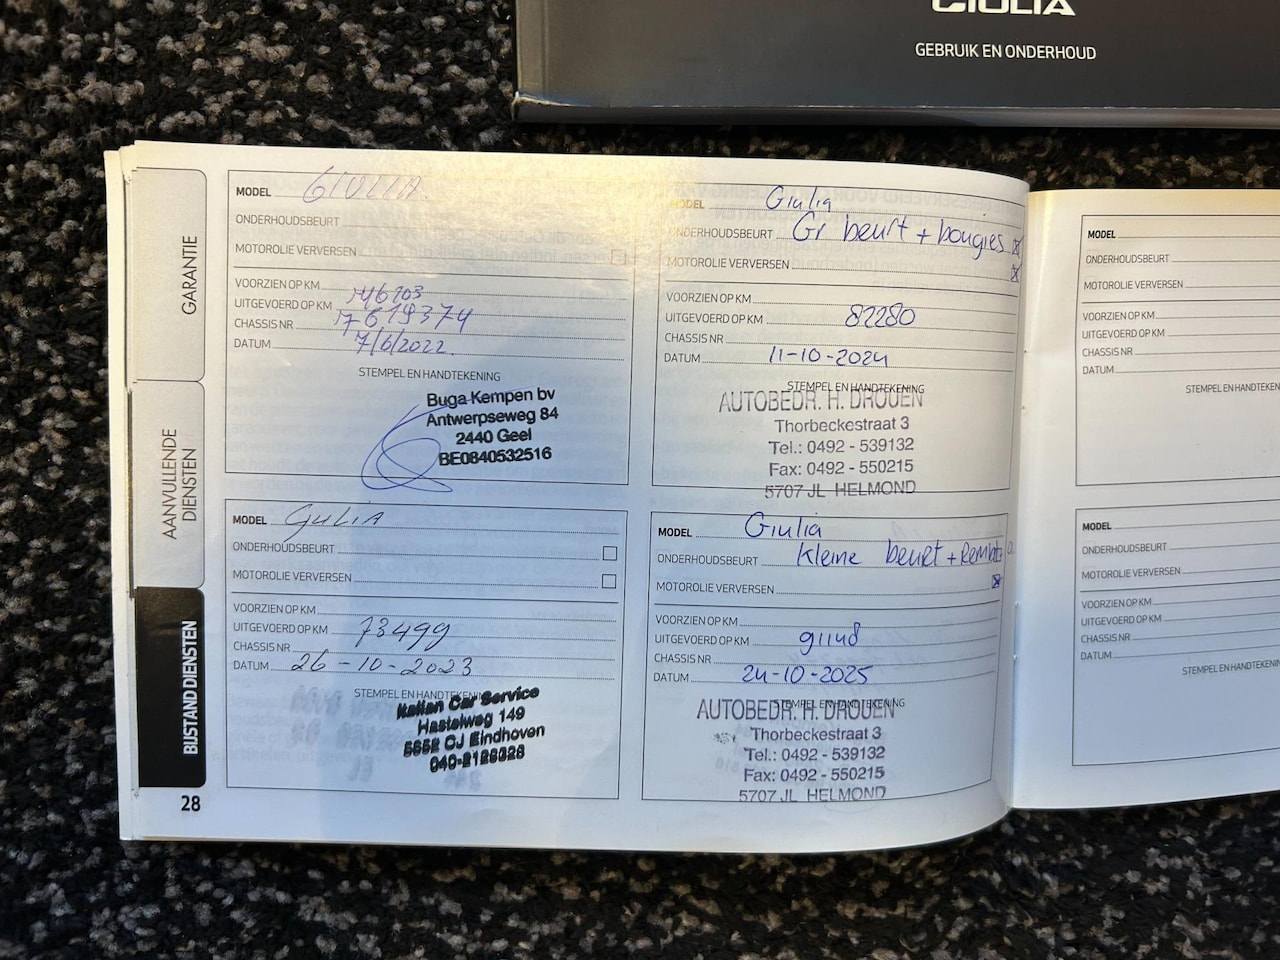 GIULIA
GEBRUIK EN ONDERHOUD
GARANTIE
AANVULLENDE
DIENSTEN
BIJSTAND DIENSTEN
28
MODEL GIULIA
ONDERHOUDSBEURT
MOTOROLIE VERVERSEN
VOORZIEN OP KM
UITGEVOERD OP KM
CHASSIS NR 17619374
DATUM 7/6/2022
STEMPEL EN HANDTEKENING
Buga Kempen bv
Antwerpseweg 84
2440 Geel
BE0840532516
MODEL Giulia
ONDERHOUDSBEURT Gr beurt + bougies
MOTOROLIE VERVERSEN
VOORZIEN OP KM
UITGEVOERD OP KM 82280
CHASSIS NR
DATUM 11-10-2024
STEMPEL EN HANDTEKENING
AUTOBEDR. H. DROUEN
Thorbeckestraat 3
Tel.: 0492 - 539132
Fax: 0492 - 550215
5707 JL HELMOND
MODEL GiuLiA
ONDERHOUDSBEURT
MOTOROLIE VERVERSEN
VOORZIEN OP KM
UITGEVOERD OP KM 73499
CHASSIS NR
DATUM 26-10-2023
STEMPEL EN HANDTEKENING
Italian Car Service
Hastelweg 149
5652 CJ Eindhoven
MODEL Giulia
ONDERHOUDSBEURT Kleine beurt +
MOTOROLIE VERVERSEN
VOORZIEN OP KM
UITGEVOERD OP KM
CHASSIS NR
DATUM 24-10-2025
STEMPEL EN HANDTEKENING
AUTOBEDR. H. DROUEN
Thorbeckestraat 3
Tel.: 0492 - 539132
Fax: 0492 - 550215
5707 JL HELMOND
MODEL
ONDERHOUDSBEURT
MOTOROLIE VERVERSEN
VOORZIEN OP KM
UITGEVOERD OP KM
CHASSIS NR
DATUM
STEMPEL EN HANDTEKEN
MODEL
ONDERHOUDSBEURT
MOTOROLIE VERVERSEN
VOORZIEN OP KM
UITGEVOERD OP KM
CHASSIS NR
DATUM
STEMPEL EN HANDTEKEN